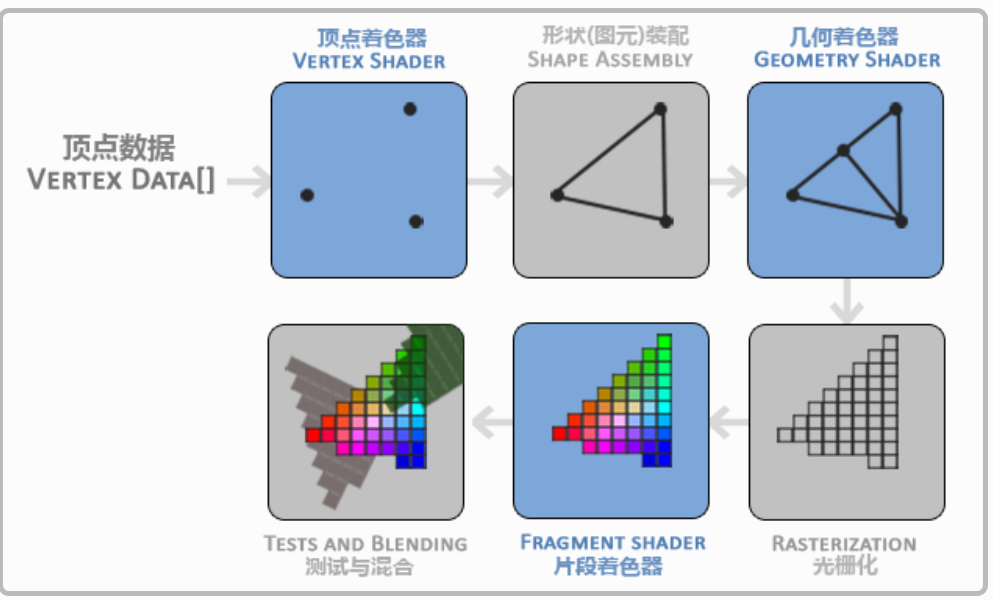 顶点着色器
VERTEX SHADER
形状(图元)装配
SHAPE ASSEMBLY
几何着色器
GEOMETRY SHADER
顶点数据
VERTEX DATA[]
TESTS AND BLENDING
测试与混合
FRAGMENT SHADER
片段着色器
RASTERIZATION
光栅化